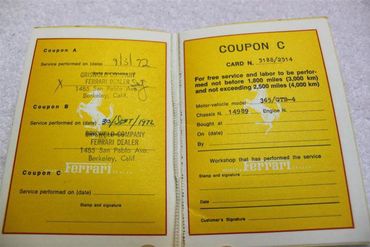 Coupon A
Service performed on (date) 9/5/72
GRISWOLD COMPANY
FERRARI DEALER
1485 San Pablo Ave.
Berkeley, Calif.
Coupon B
Service performed on (date) 30/SEPT/1972
GRISWOLD COMPANY
FERRARI DEALER
1485 San Pablo Ave.
Berkeley, Calif.
Ferrari
Coupon C
Service performed on (date)
Stamp and signature
COUPON C
CARD N. 3188/2314
For free service and labor to be perfor-
med not before 1,800 miles (3,000 km)
and not exceeding 2,500 miles (4,000 km)
Motor-vehicle model 365/GTB-4
Chassis N. 14989 Engine N.
Bought at
On (date)
By
Workshop that has performed the service
Stamp and signature
Ferrari
Date
Customer's Signature